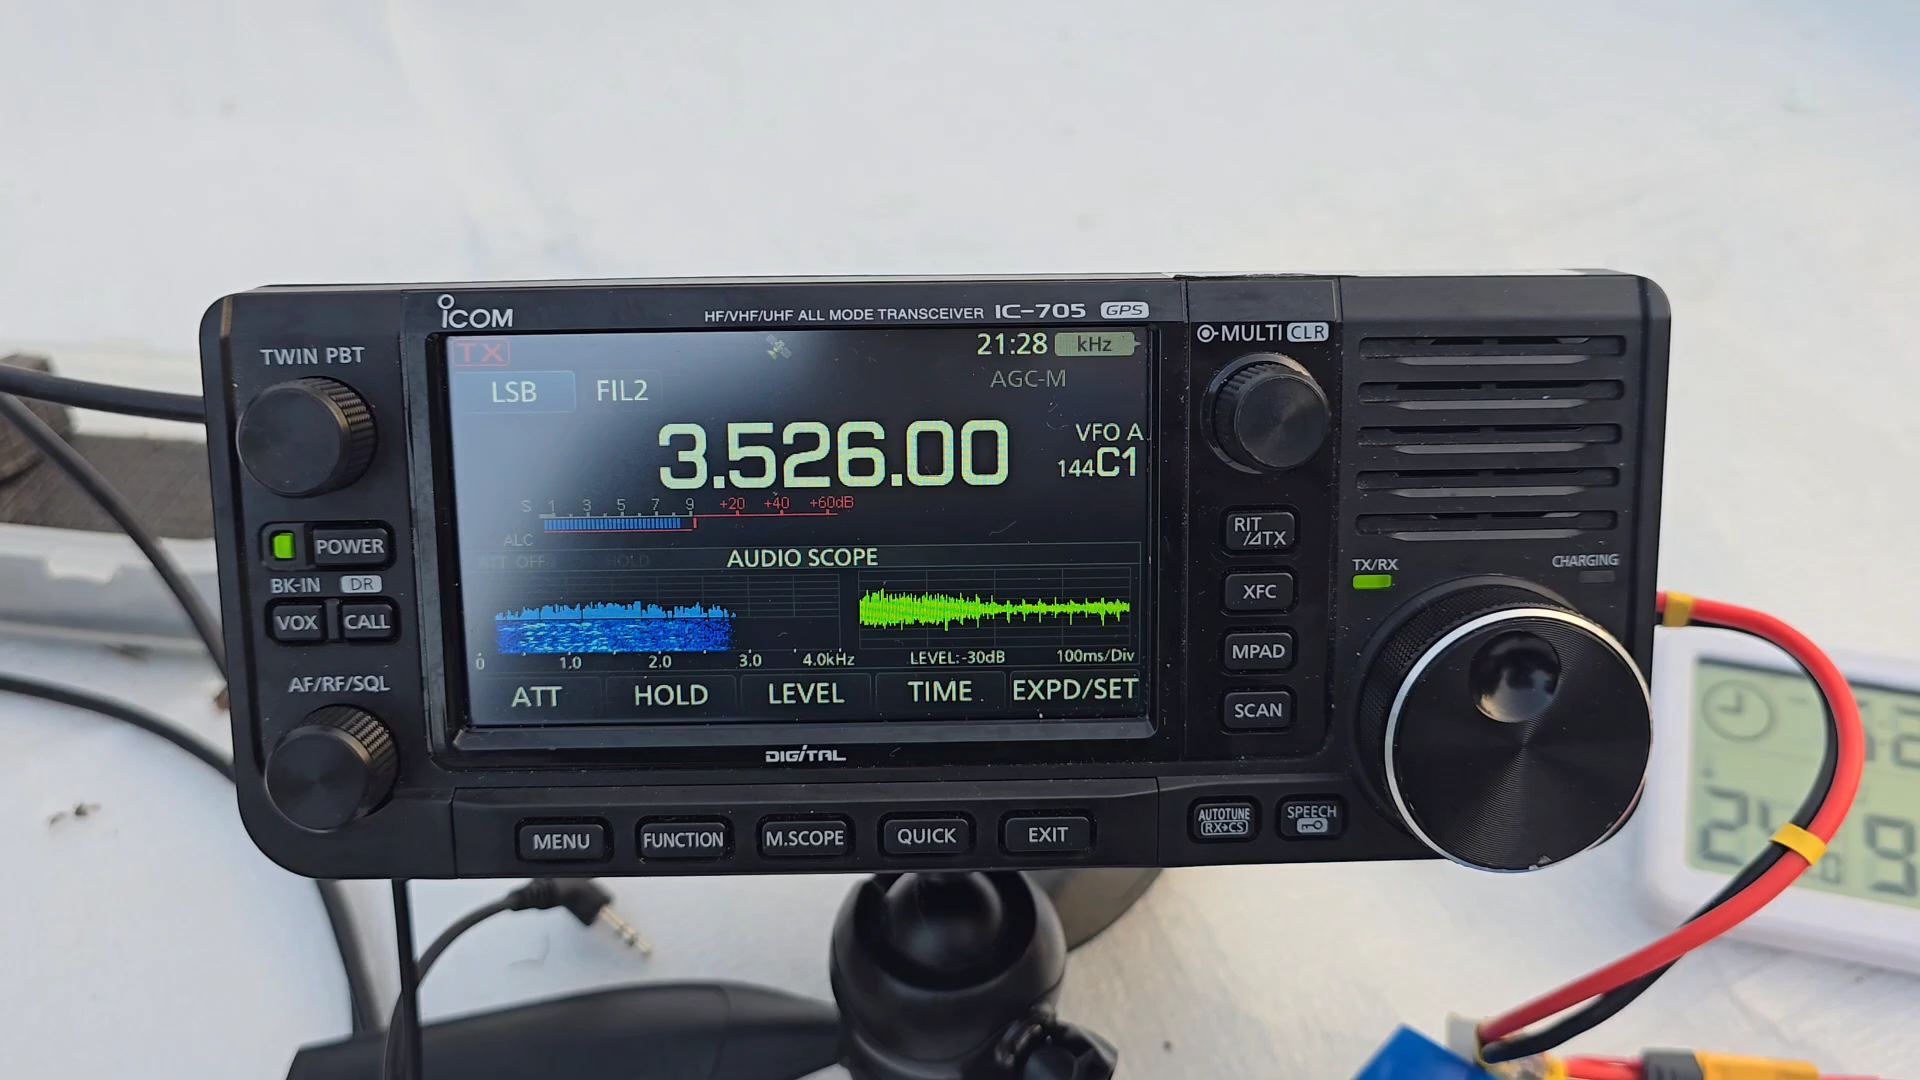 ICOM
HF/VHF/UHF ALL MODE TRANSCEIVER IC-705 GPS
TWIN PBT
TX
21:28 kHz
LSB FIL2
AGC-M
3.526.00
VFO A
144 C1
S 1 3 5 7 9 +20 +40 +60dB
ALC
ATT OFF HOLD
AUDIO SCOPE
0 1.0 2.0 3.0 4.0kHz
LEVEL:-30dB 100ms/Div
ATT HOLD LEVEL TIME EXPD/SET
DIGITAL
POWER
BK-IN DR
VOX CALL
AF/RF/SQL
MENU FUNCTION M.SCOPE QUICK EXIT
MULTI CLR
RIT
/⊿TX
XFC
MPAD
SCAN
TX/RX CHARGING
AUTOTUNE
RX→CS
SPEECH